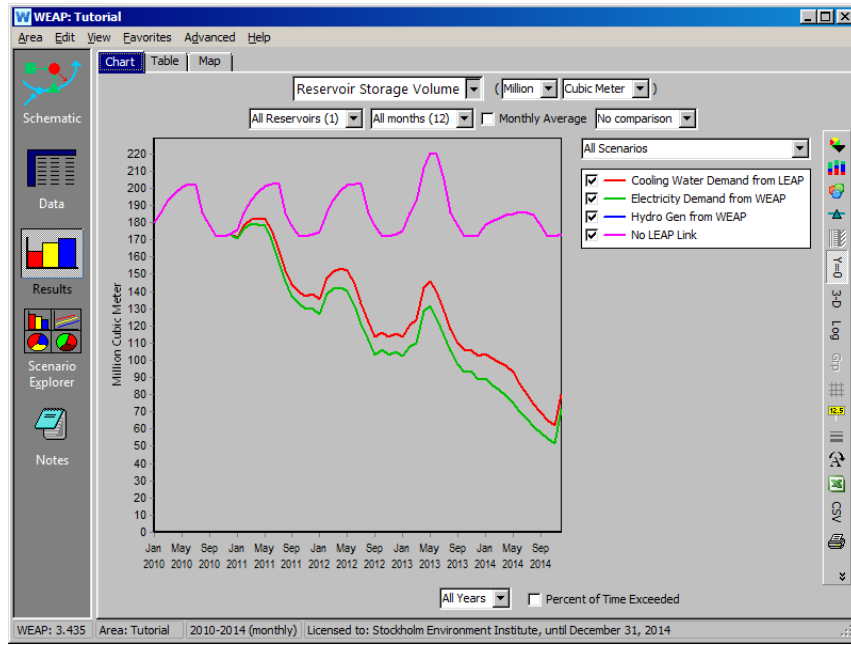 WEAP: Tutorial
Area Edit View Favorites Advanced Help
Schematic
Data
Results
Scenario
Explorer
Notes
Chart Table Map
Reservoir Storage Volume ( Million Cubic Meter )
All Reservoirs (1) All months (12) Monthly Average No comparison
All Scenarios
Cooling Water Demand from LEAP
Electricity Demand from WEAP
Hydro Gen from WEAP
No LEAP Link
Million Cubic Meter
220
210
200
190
180
170
160
150
140
130
120
110
100
90
80
70
60
50
40
30
20
10
0
Jan May Sep Jan May Sep Jan May Sep Jan May Sep Jan May Sep
2010 2010 2010 2011 2011 2011 2012 2012 2012 2013 2013 2013 2014 2014 2014
All Years Percent of Time Exceeded
Y=0
3-D
Log
Grp
12.5
CSV
WEAP: 3.435 Area: Tutorial 2010-2014 (monthly) Licensed to: Stockholm Environment Institute, until December 31, 2014